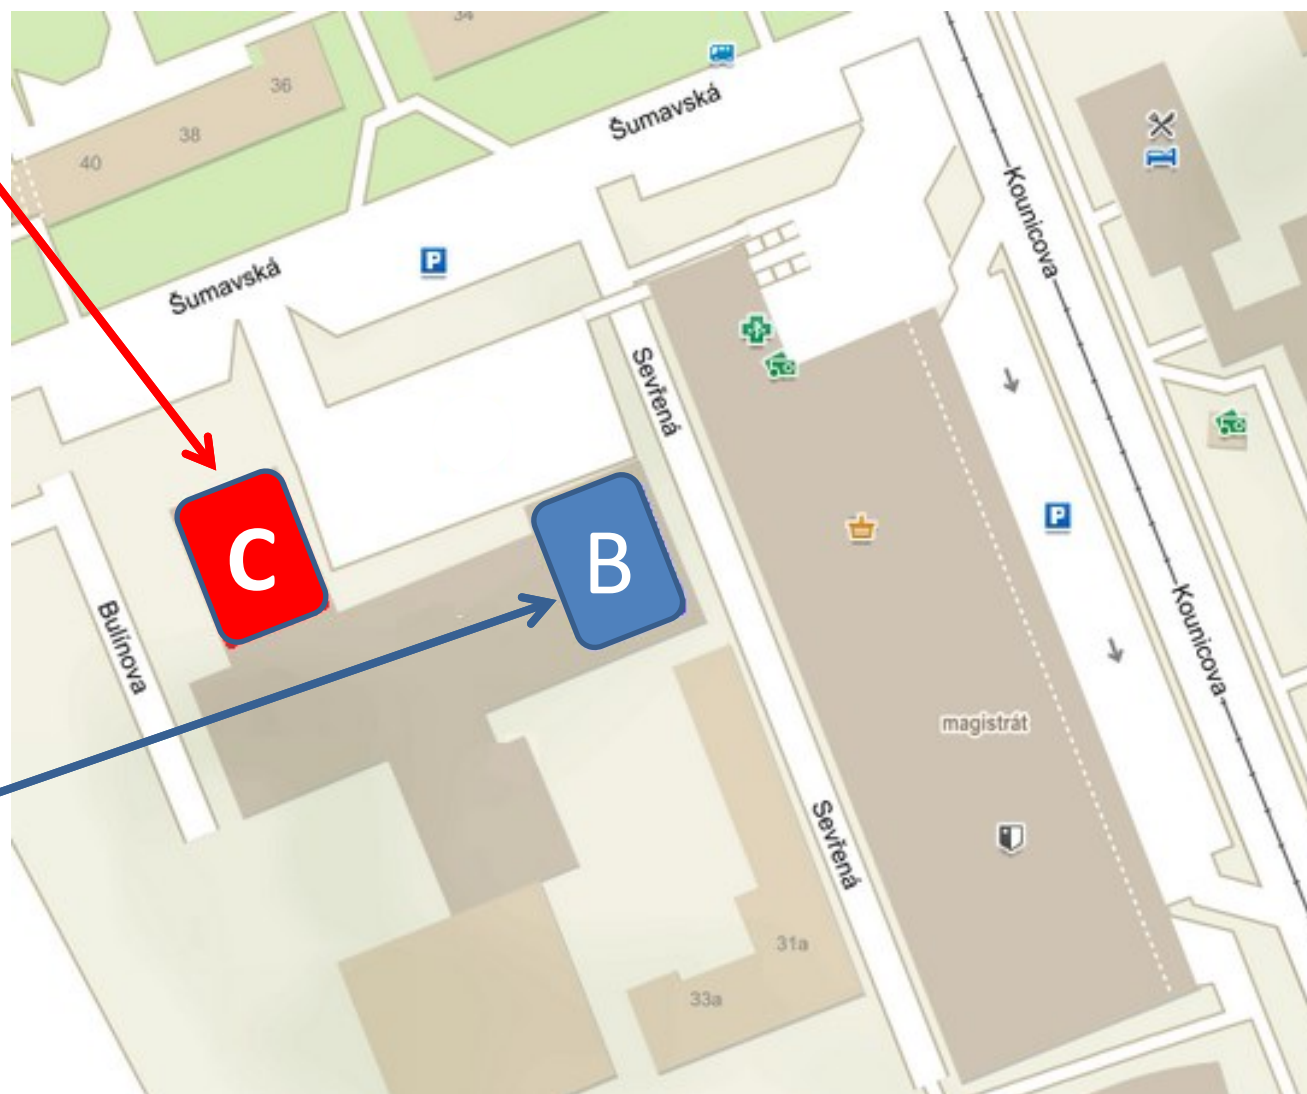 34
36
38
40
Šumavská
Šumavská
P
Kounicova
Sevřená
C
B
P
Bulínova
Kounicova
magistrát
Sevřená
31a
33a